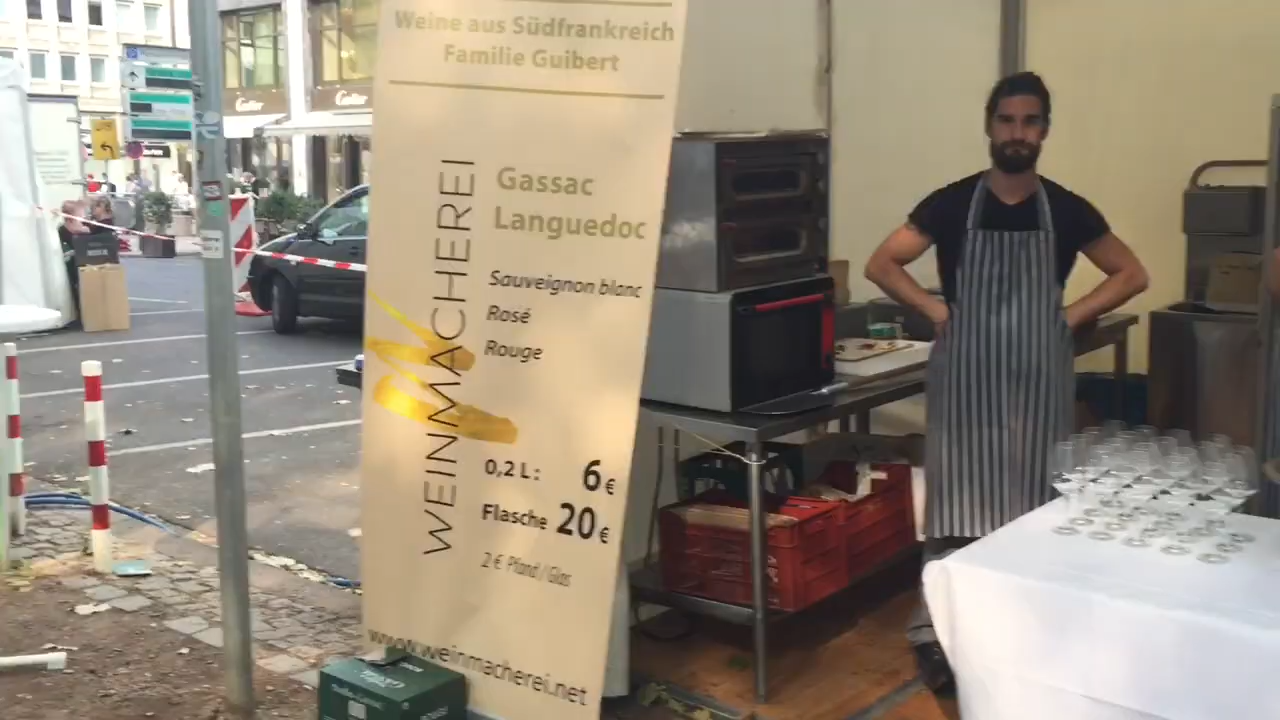 Weine aus Südfrankreich
Familie Guibert
Gassac
Languedoc
WEINMACHEREI
Sauveignon blanc
Rosé
Rouge
0,2 L: 6€
Flasche 20€
2 € Pfand / Glas
www.weinmacherei.net
Cartier
Cartier